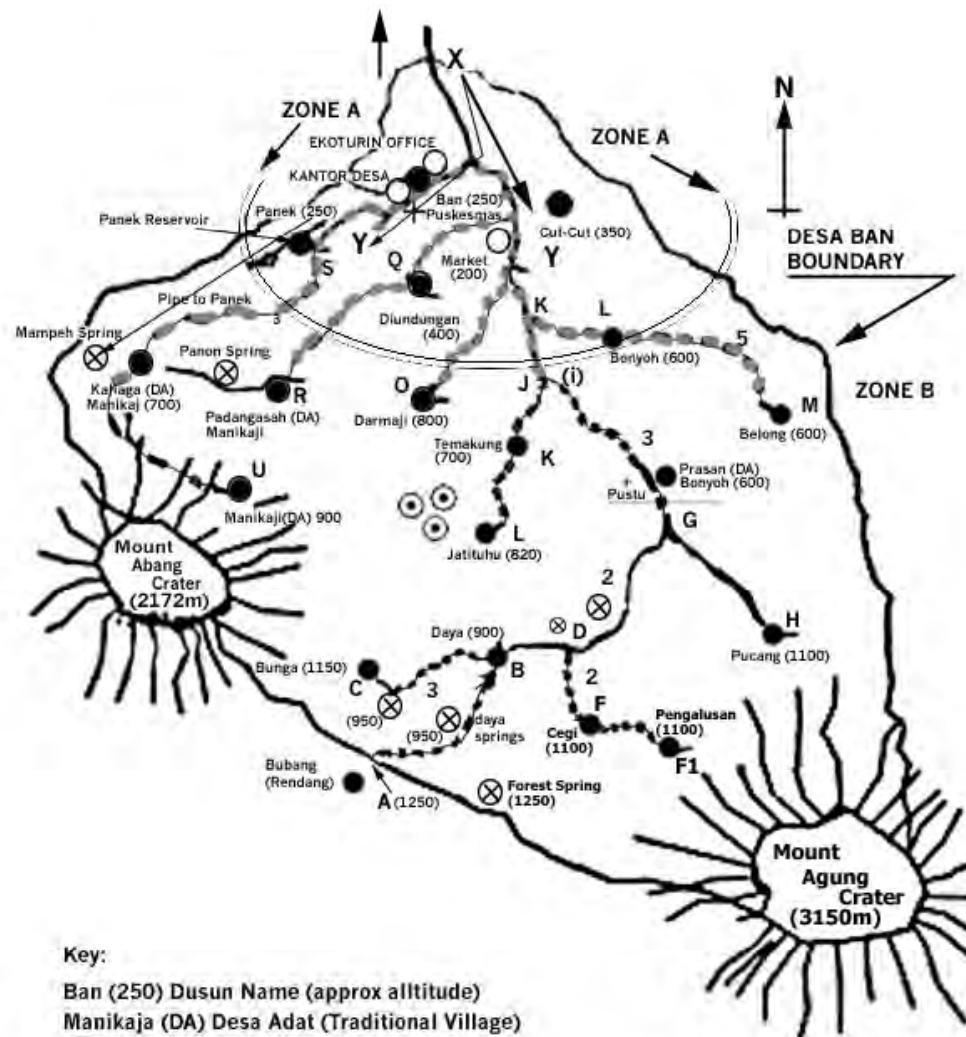 X
N
ZONE A
ZONE A
EKOTURIN OFFICE
KANTOR DESA
Panek Reservoir
Panek (250)
Ban (250)
Puskesmas
Cut-Cut (350)
Y
Y
S
Q
Market
(200)
DESA BAN
BOUNDARY
Pipe to Panek
3
Mampeh Spring
Diundungan
(400)
K
L
5
Panon Spring
Bonyoh (600)
Kahaga (DA)
Manikaj (700)
R
O
J
(i)
M
ZONE B
Padangasah (DA)
Manikaji
Darmaji (800)
Belong (600)
Temakung
(700)
K
3
Prasan (DA)
Bonyoh (600)
Pustu
U
Manikaji(DA) 900
G
L
Jatituhu (820)
Mount
Abang
Crater
(2172m)
2
D
H
Pucang (1100)
Daya (900)
B
Bunga (1150)
C
3
2
F
(950)
(950)
daya
springs
Cegi
(1100)
Pengalusan
(1100)
F1
Bubang
(Rendang)
A (1250)
Forest Spring
(1250)
Mount
Agung
Crater
(3150m)
Key:
Ban (250) Dusun Name (approx alltitude)
Manikaja (DA) Desa Adat (Traditional Village)